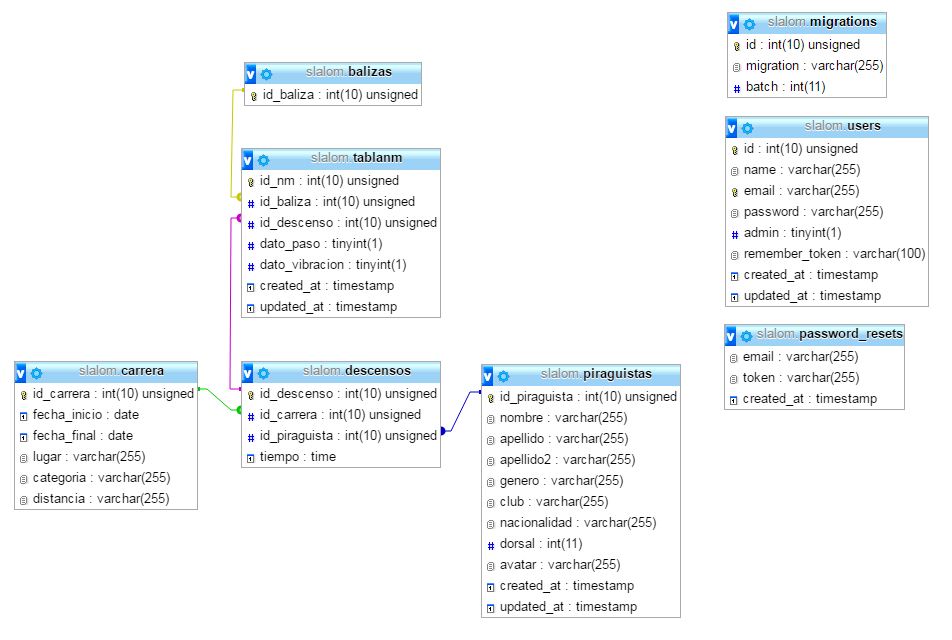 slalom.balizas
id_baliza : int(10) unsigned
slalom.tablanm
id_nm : int(10) unsigned
id_baliza : int(10) unsigned
id_descenso : int(10) unsigned
dato_paso : tinyint(1)
dato_vibracion : tinyint(1)
created_at : timestamp
updated_at : timestamp
slalom.carrera
id_carrera : int(10) unsigned
fecha_inicio : date
fecha_final : date
lugar : varchar(255)
categoria : varchar(255)
distancia : varchar(255)
slalom.descensos
id_descenso : int(10) unsigned
id_carrera : int(10) unsigned
id_piraguista : int(10) unsigned
tiempo : time
slalom.piraguistas
id_piraguista : int(10) unsigned
nombre : varchar(255)
apellido : varchar(255)
apellido2 : varchar(255)
genero : varchar(255)
club : varchar(255)
nacionalidad : varchar(255)
dorsal : int(11)
avatar : varchar(255)
created_at : timestamp
updated_at : timestamp
slalom.migrations
id : int(10) unsigned
migration : varchar(255)
batch : int(11)
slalom.users
id : int(10) unsigned
name : varchar(255)
email : varchar(255)
password : varchar(255)
admin : tinyint(1)
remember_token : varchar(100)
created_at : timestamp
updated_at : timestamp
slalom.password_resets
email : varchar(255)
token : varchar(255)
created_at : timestamp